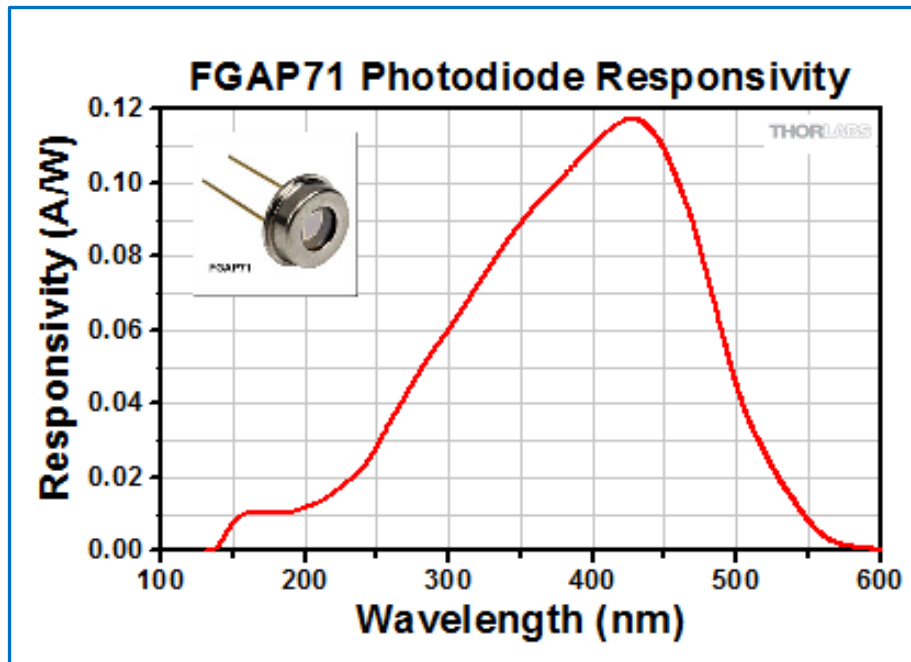 FGAP71 Photodiode Responsivity
0.12
0.10
0.08
0.06
0.04
0.02
0.00
Responsivity (A/W)
THORLABS
FGAP71
100 200 300 400 500 600
Wavelength (nm)